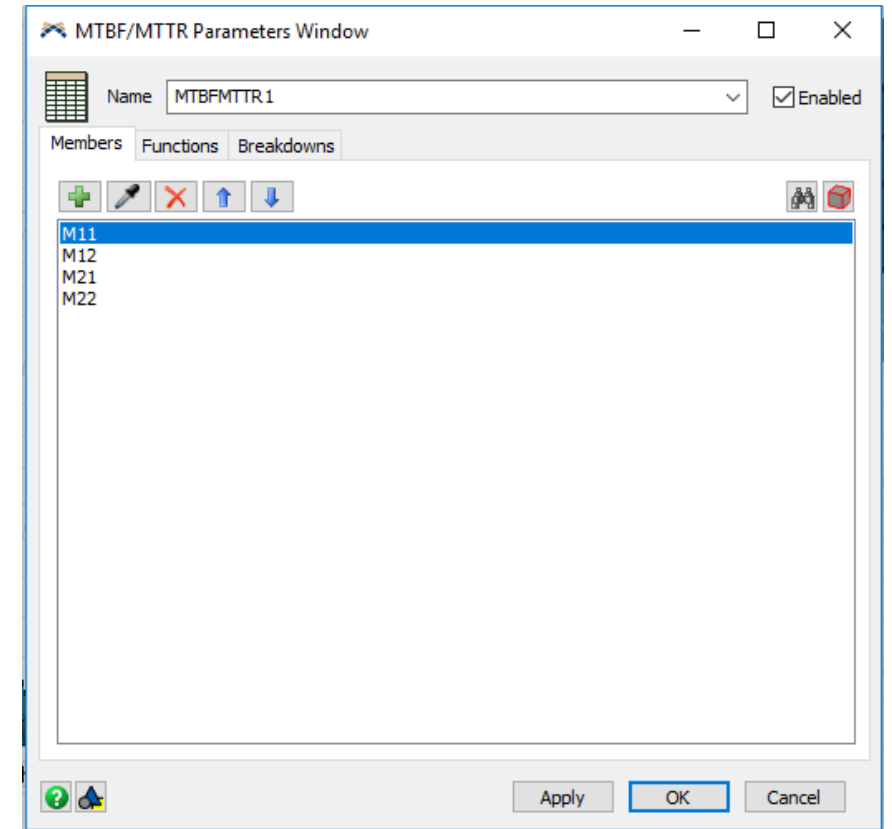 MTBF/MTTR Parameters Window
Name MTBFMTTR1 Enabled
Members Functions Breakdowns
M11
M12
M21
M22
Apply OK Cancel